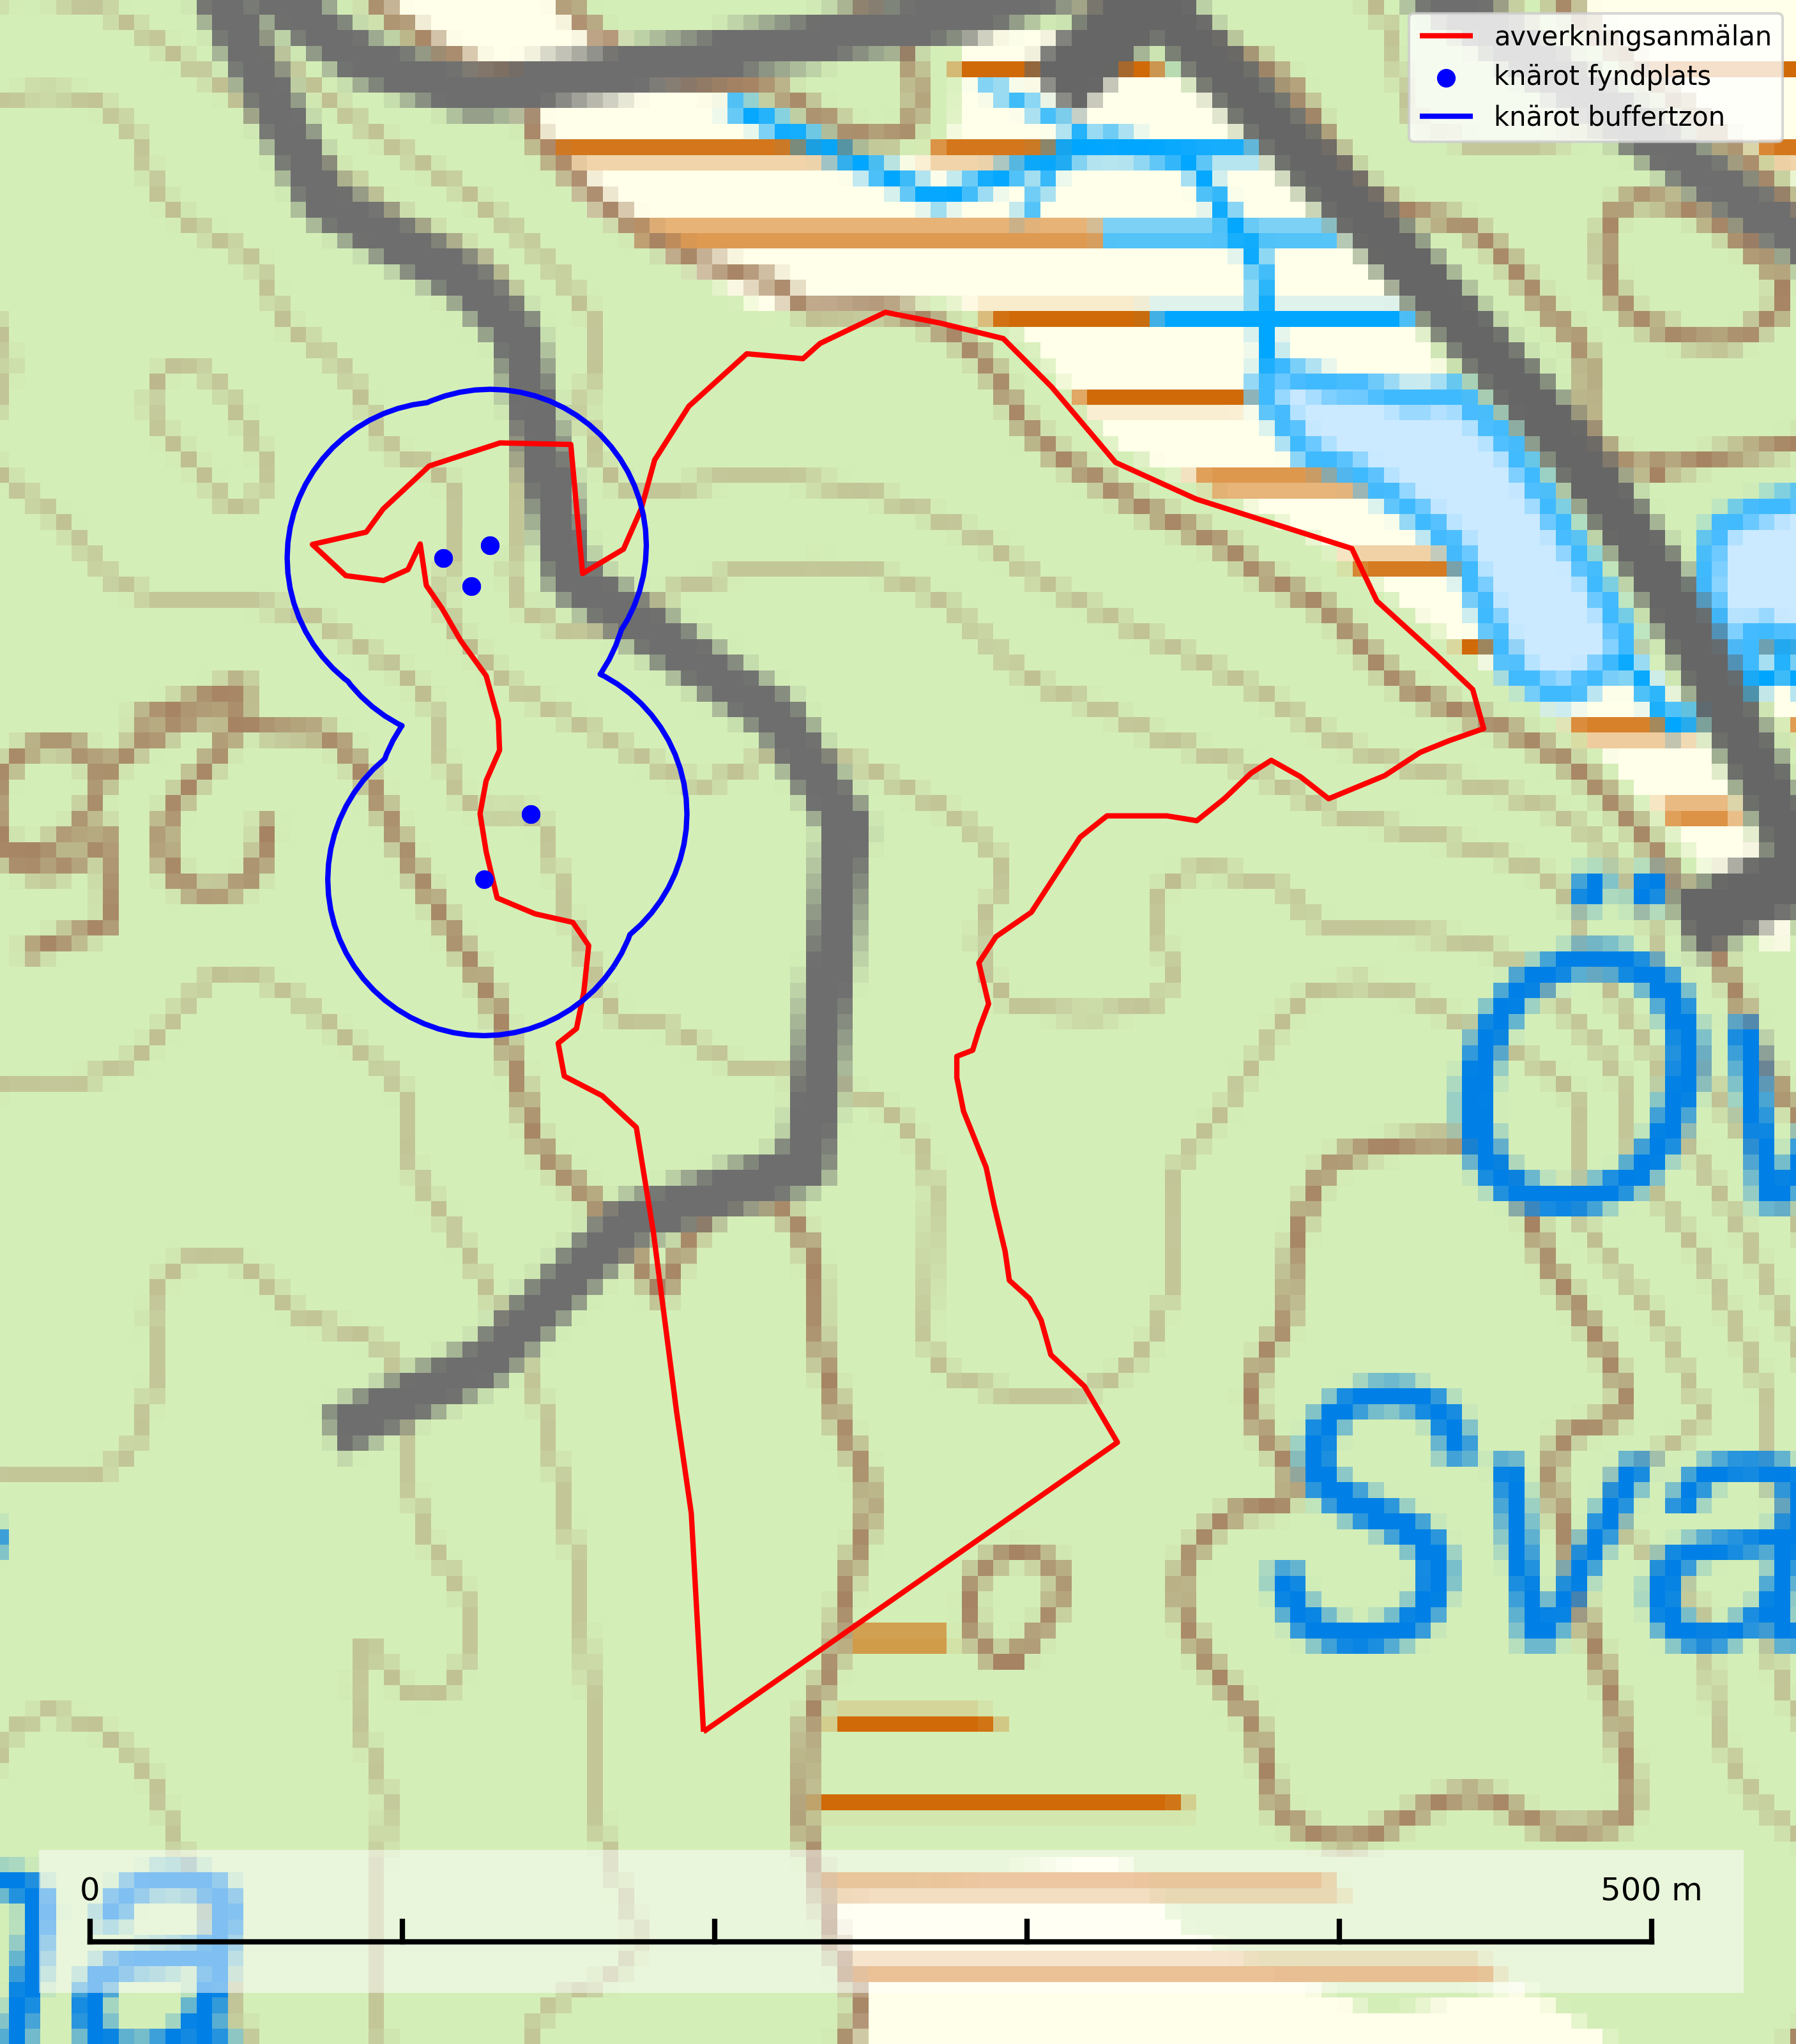 avverkningsanmälan
knärot fyndplats
knärot buffertzon
0
500 m